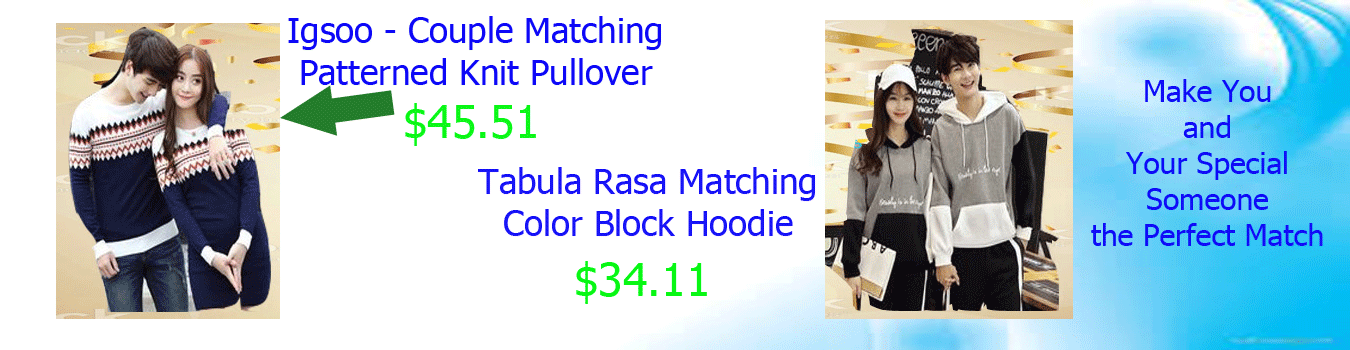 Igsoo - Couple Matching
Patterned Knit Pullover
$45.51
Tabula Rasa Matching
Color Block Hoodie
$34.11
Make You
and
Your Special
Someone
the Perfect Match